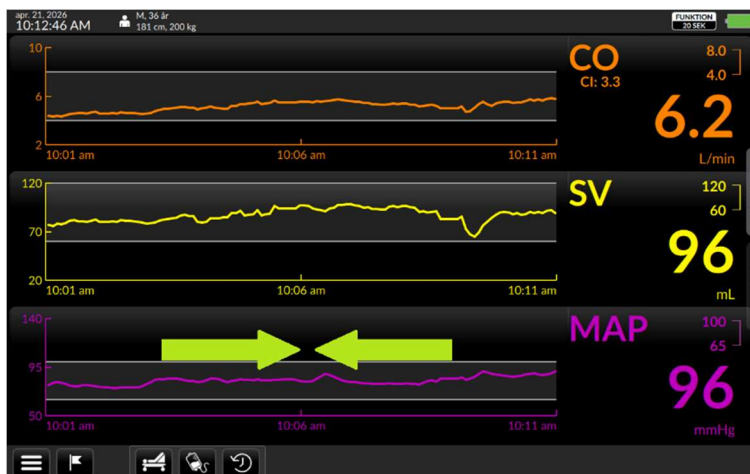 apr. 21, 2026
10:12:46 AM
M, 36 år
181 cm, 200 kg
FUNKTION
20 SEK
10
6
2
10:01 am
10:06 am
10:11 am
CO
CI: 3.3
8.0
4.0
6.2
L/min
120
70
20
10:01 am
10:06 am
10:11 am
SV
120
60
96
mL
140
95
50
10:01 am
10:06 am
10:11 am
MAP
100
65
96
mmHg